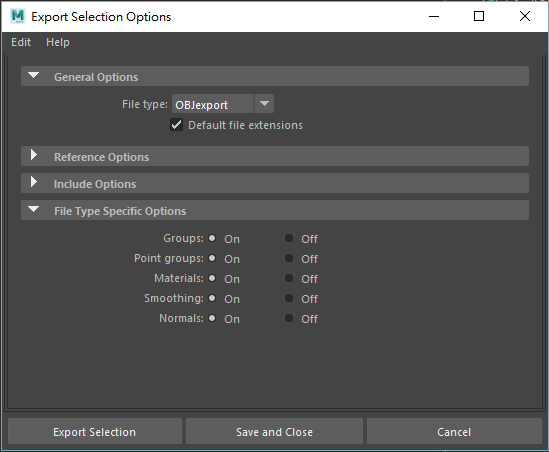 Export Selection Options
Edit Help
General Options
File type: OBJexport
Default file extensions
Reference Options
Include Options
File Type Specific Options
Groups: On Off
Point groups: On Off
Materials: On Off
Smoothing: On Off
Normals: On Off
Export Selection Save and Close Cancel